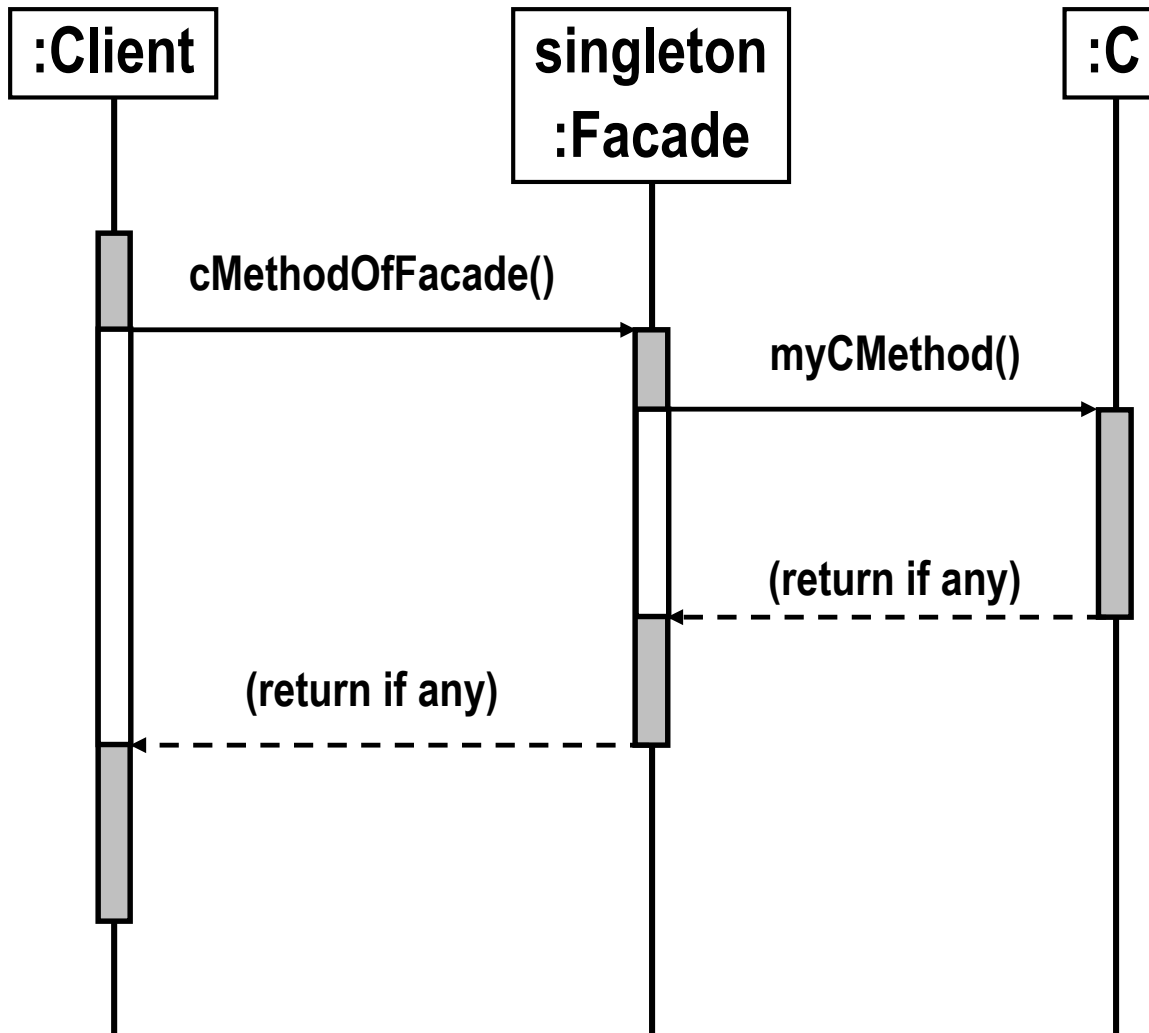 :Client
singleton
:Facade
:C
cMethodOfFacade()
myCMethod()
(return if any)
(return if any)